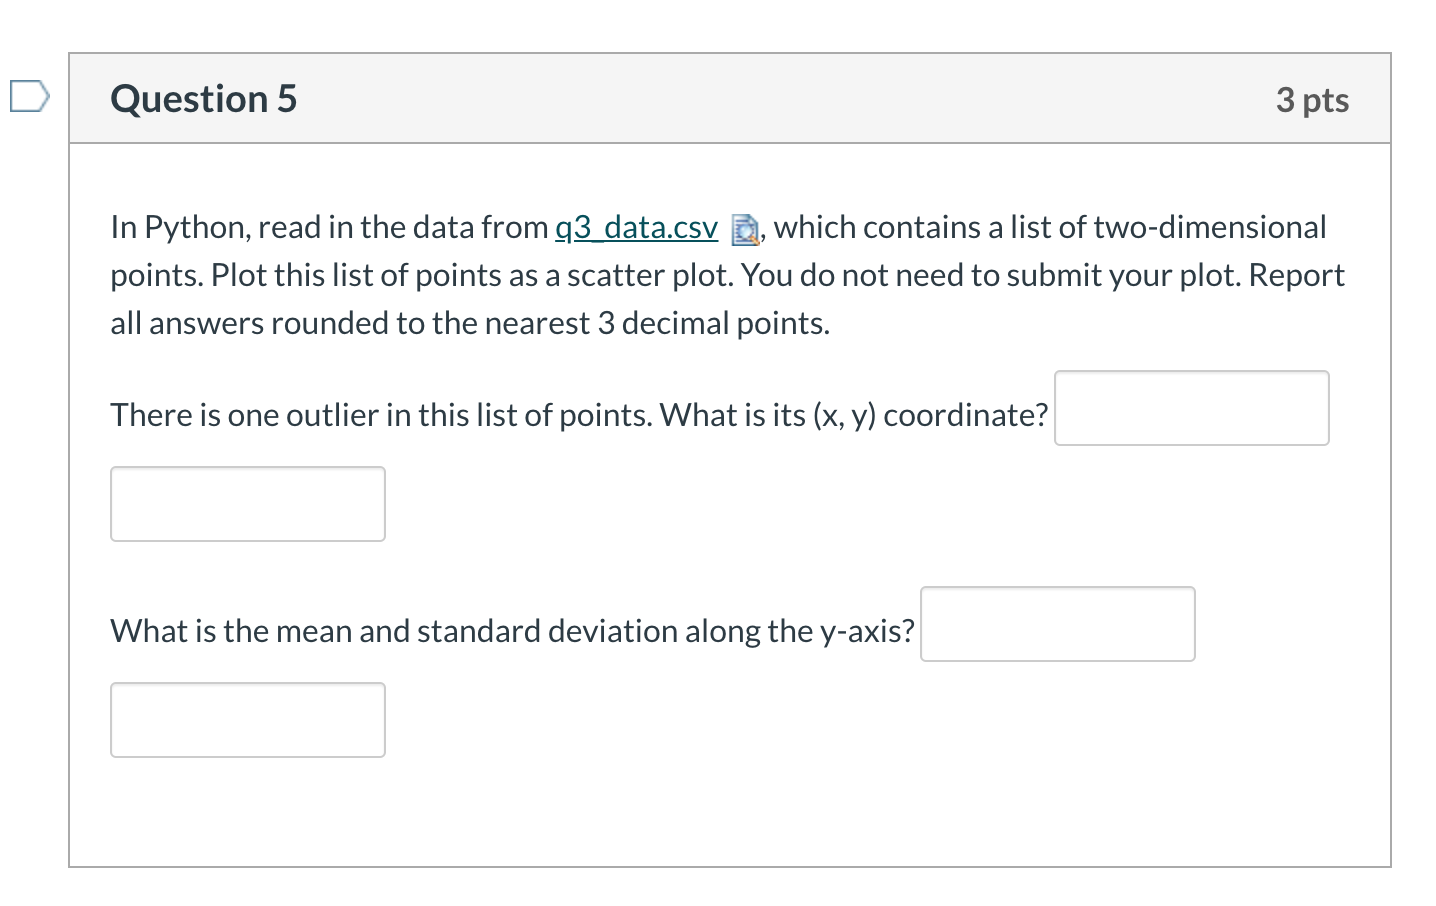 Question 5
3 pts
In Python, read in the data from q3_data.csv , which contains a list of two-dimensional
points. Plot this list of points as a scatter plot. You do not need to submit your plot. Report
all answers rounded to the nearest 3 decimal points.
There is one outlier in this list of points. What is its (x, y) coordinate?
What is the mean and standard deviation along the y-axis?